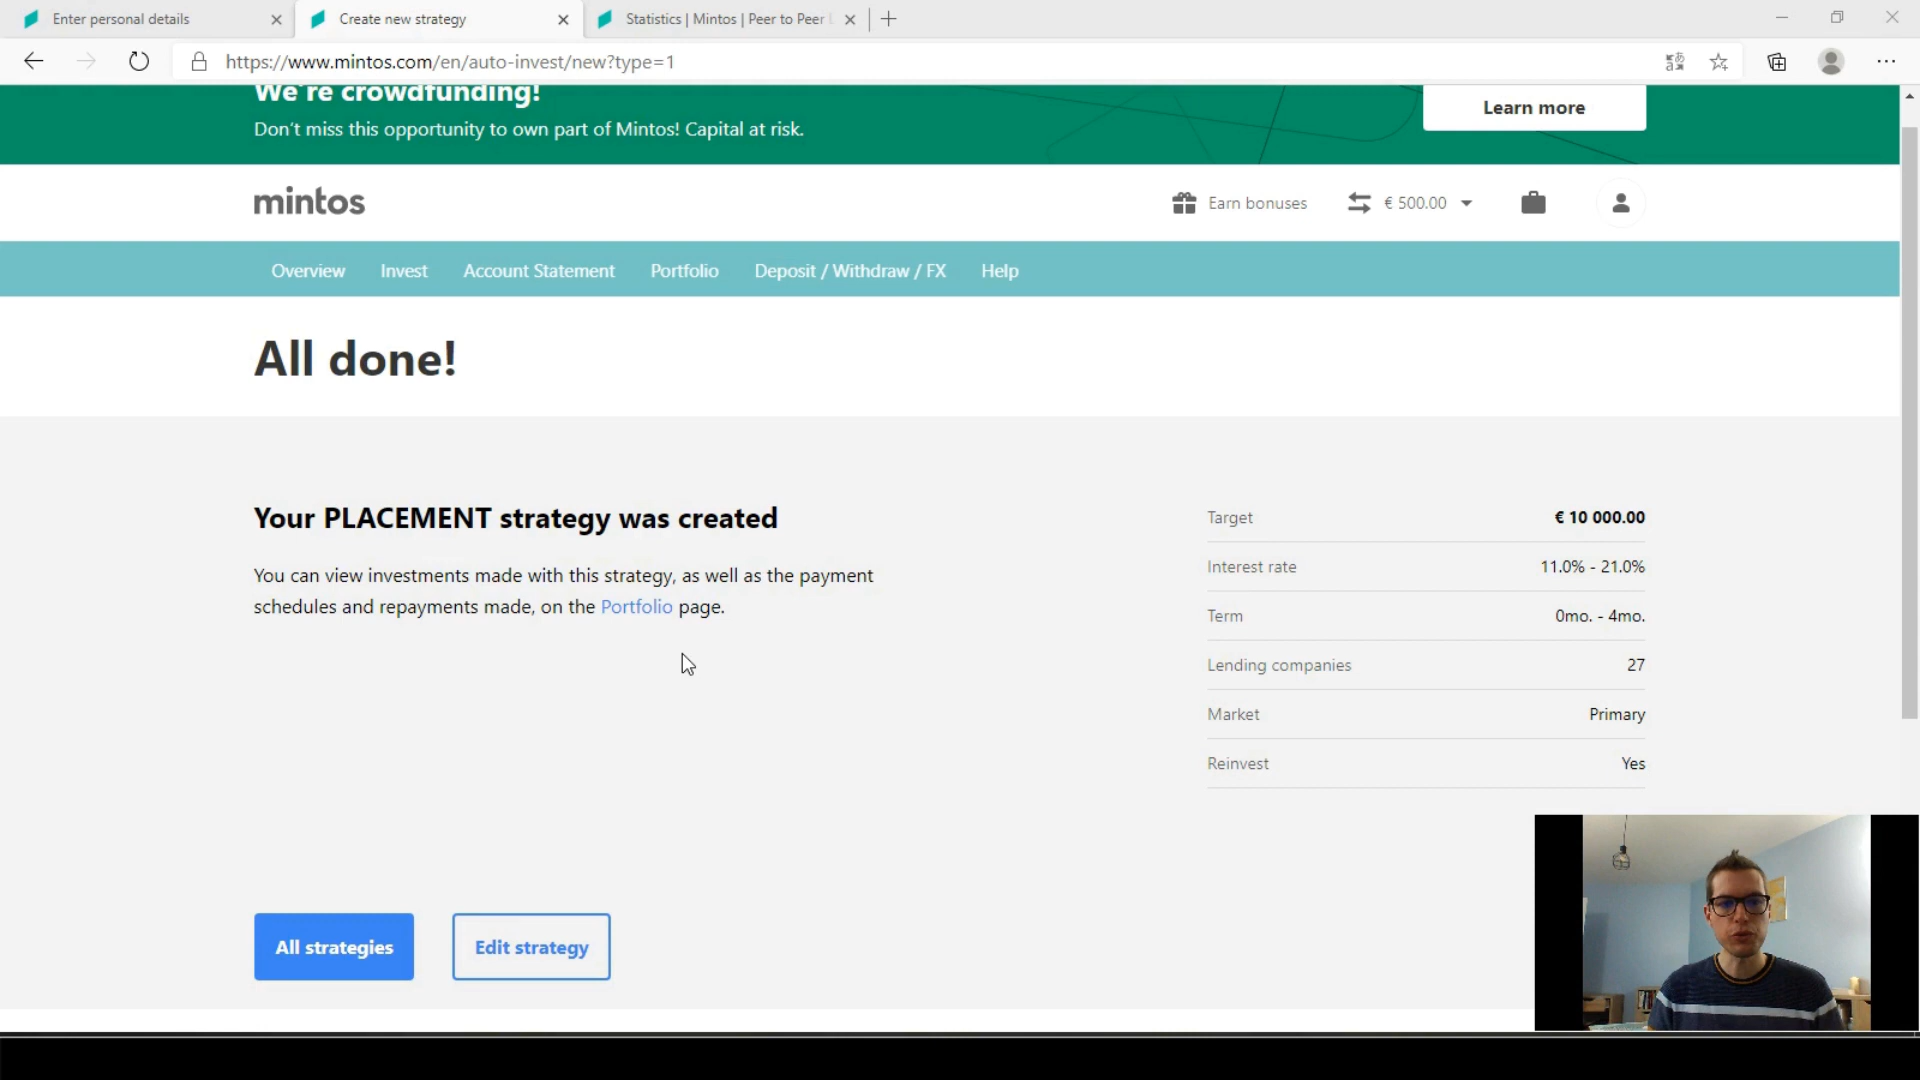 Enter personal details
Create new strategy
Statistics | Mintos | Peer to Peer
https://www.mintos.com/en/auto-invest/new?type=1
We're crowdfunding!
Don't miss this opportunity to own part of Mintos! Capital at risk.
Learn more
mintos
Earn bonuses
€ 500.00
Overview
Invest
Account Statement
Portfolio
Deposit / Withdraw / FX
Help
All done!
Your PLACEMENT strategy was created
You can view investments made with this strategy, as well as the payment
schedules and repayments made, on the Portfolio page.
Target € 10 000.00
Interest rate 11.0% - 21.0%
Term 0mo. - 4mo.
Lending companies 27
Market Primary
Reinvest Yes
All strategies
Edit strategy